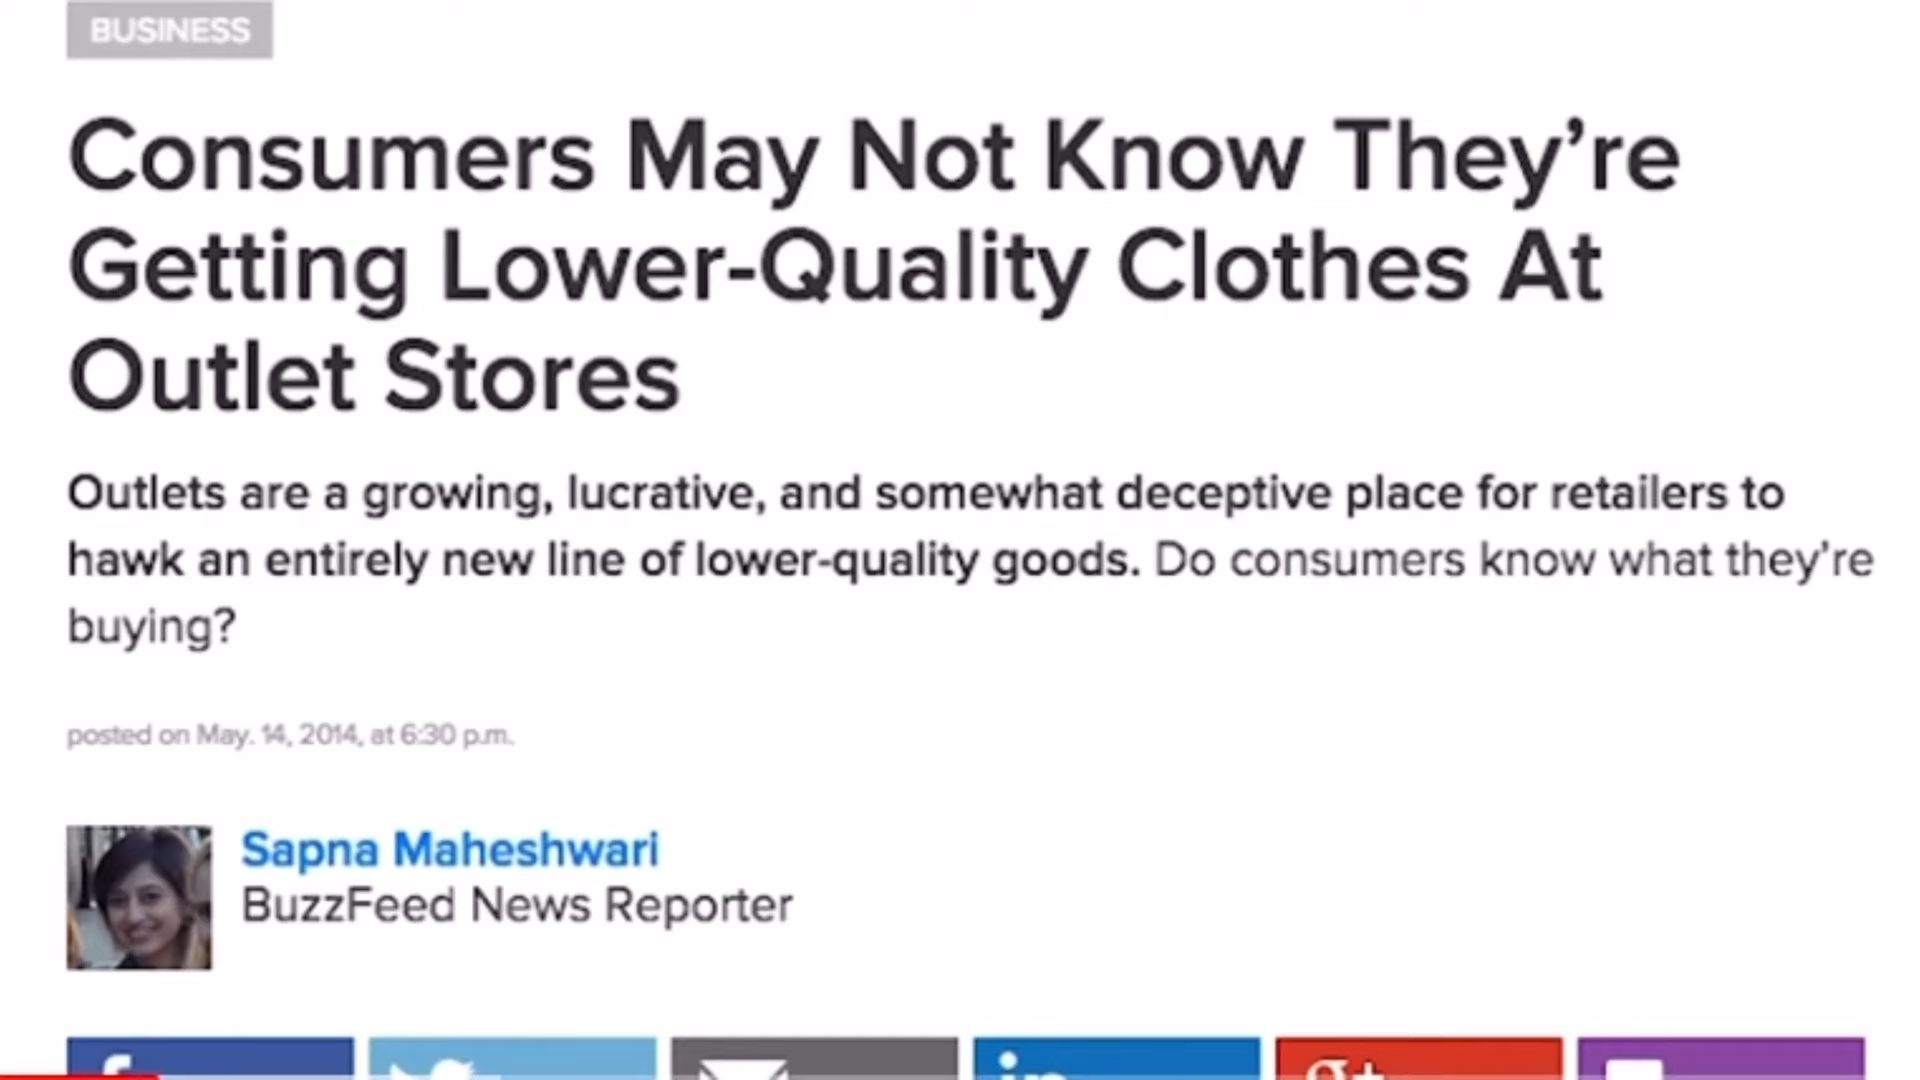 BUSINESS
Consumers May Not Know They’re
Getting Lower-Quality Clothes At
Outlet Stores
Outlets are a growing, lucrative, and somewhat deceptive place for retailers to
hawk an entirely new line of lower-quality goods. Do consumers know what they’re
buying?
posted on May. 14, 2014, at 6:30 p.m.
Sapna Maheshwari
BuzzFeed News Reporter
f
in
g+